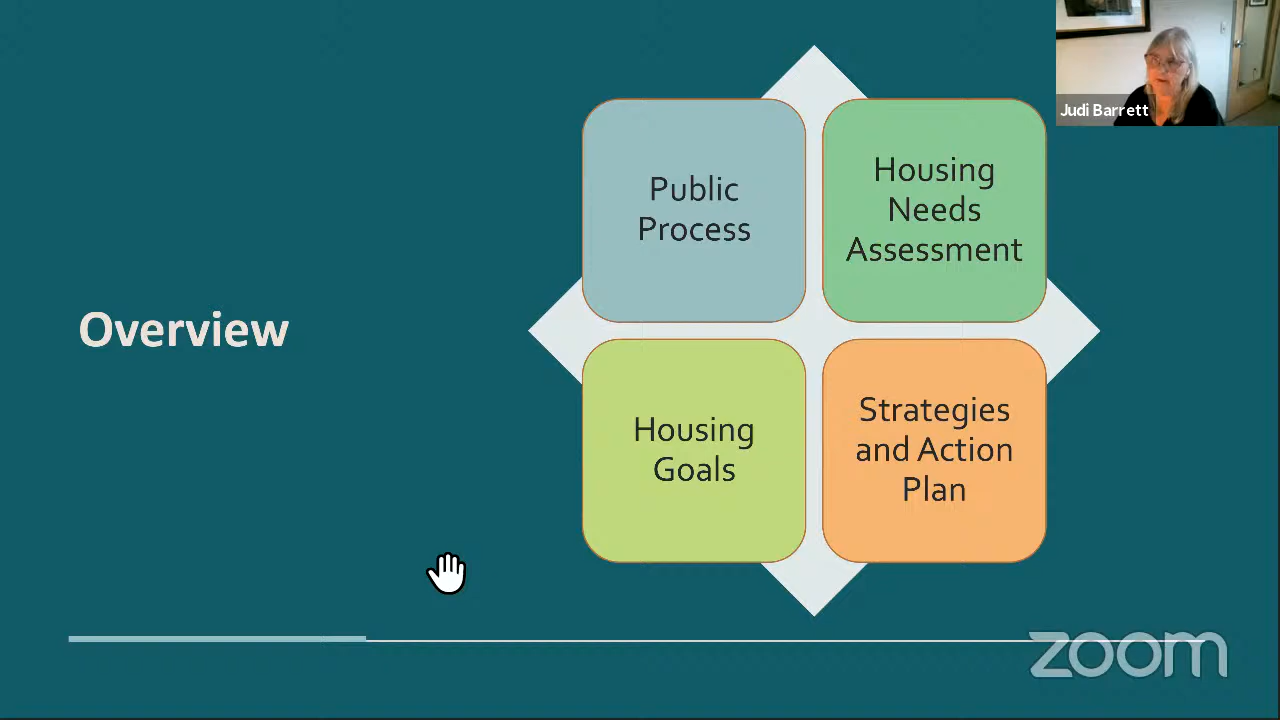 Judi Barrett
Public
Process
Housing
Needs
Assessment
Overview
Housing
Goals
Strategies
and Action
Plan
zoom